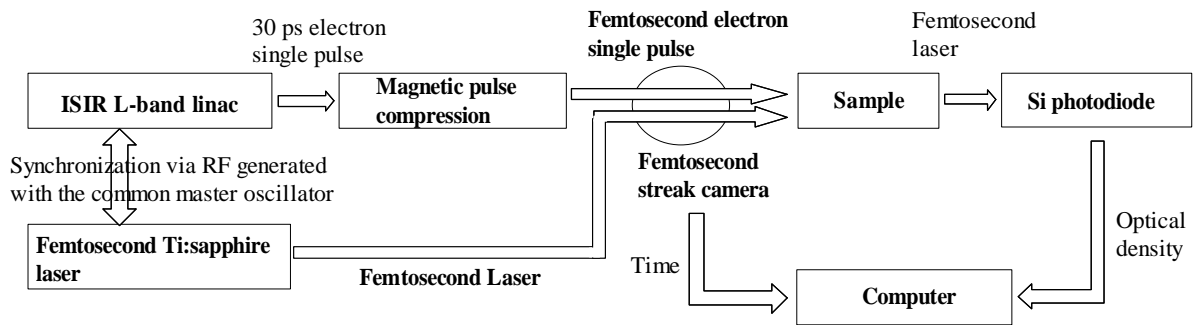 30 ps electron
single pulse
Femtosecond electron
single pulse
Femtosecond
laser
ISIR L-band linac
Magnetic pulse
compression
Sample
Si photodiode
Synchronization via RF generated
with the common master oscillator
Femtosecond
streak camera
Femtosecond Ti:sapphire
laser
Femtosecond Laser
Time
Optical
density
Computer